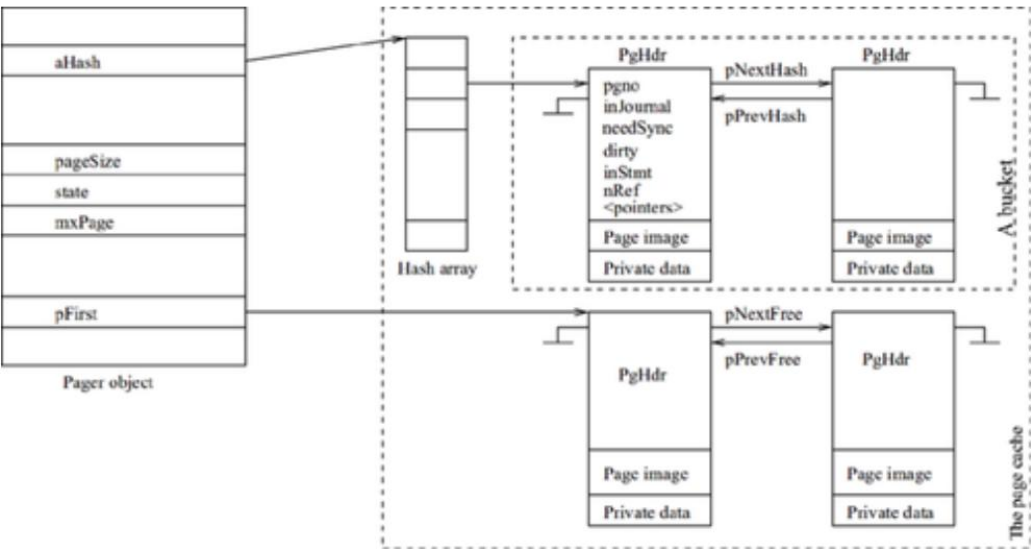 aHash
pageSize
state
mxPage
pFirst
Pager object
Hash array
PgHdr
pgno
inJournal
needSync
dirty
inStmt
nRef
<pointers>
Page image
Private data
pNextHash
pPrevHash
PgHdr
Page image
Private data
A bucket
PgHdr
Page image
Private data
pNextFree
pPrevFree
PgHdr
Page image
Private data
The page cache